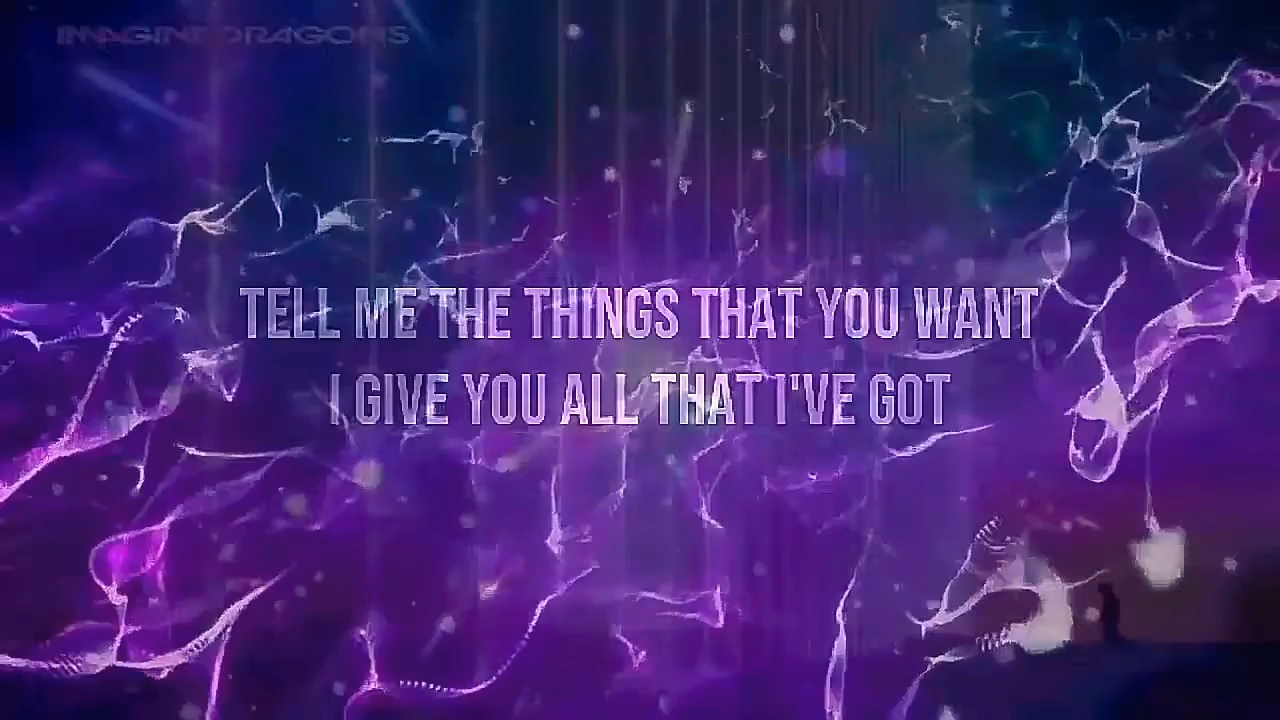 IMAGINE DRAGONS
TELL ME THE THINGS THAT YOU WANT
I GIVE YOU ALL THAT I'VE GOT